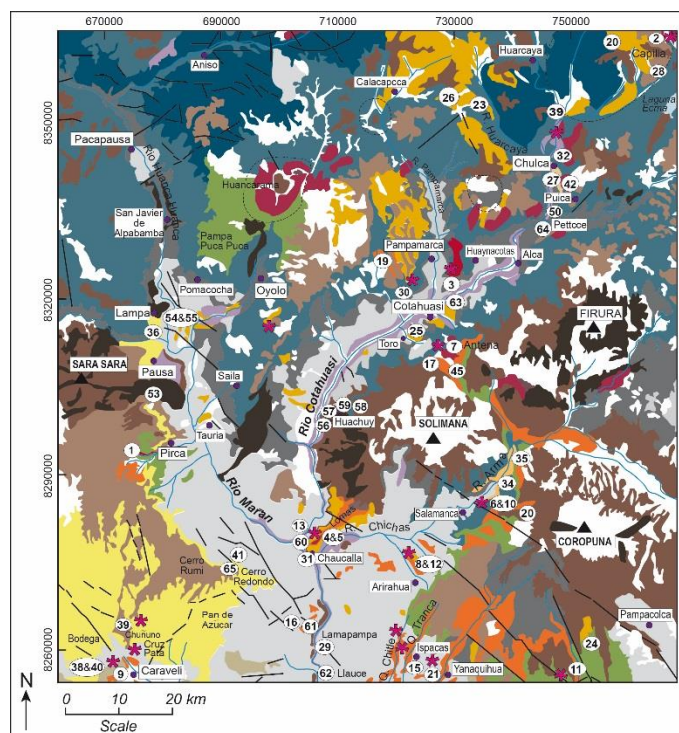 670000 690000 710000 730000 750000
8350000
8320000
8290000
8260000
Aniso
Huarcaya
20
2
Capilla
28
Calacapcca
26
23
R. Huarcaya
39
Laguna
Ecma
Pacapausa
32
Chulca
27
42
Puica
50
64
Pettcce
Rio Huanca Huanca
R. Pampamarca
Huancarama
San Javier
de
Alpabamba
Pampa
Puca Puca
Pampamarca
Huaynacotas
Alca
19
3
30
63
Pomacocha
Oyolo
Cotahuasi
FIRURA
Lampa
54&55
36
25
Toro
7
Antena
17
45
SARA SARA
Pausa
Saila
Rio Cotahuasi
53
59
58
57
56
Huachuy
SOLIMANA
Tauria
1
Pirca
35
R. Arma
34
Rio Maran
Salamanca
6&10
20
13
Lomas
R. Chichas
60
4&5
31
Chaucalla
COROPUNA
8&12
Arirahua
41
Cerro
Rumi
65
Cerro
Redondo
Pampacolca
Pan de
Azucar
39
Chununo
Cruz
Pata
16
61
Lamapampa
29
Q. Chitle
Q. Tranca
Bodega
38&40
9
Caraveli
62
Llauce
Ispacas
15
21
Yanaquihua
24
11
N
0 10 20 km
Scale